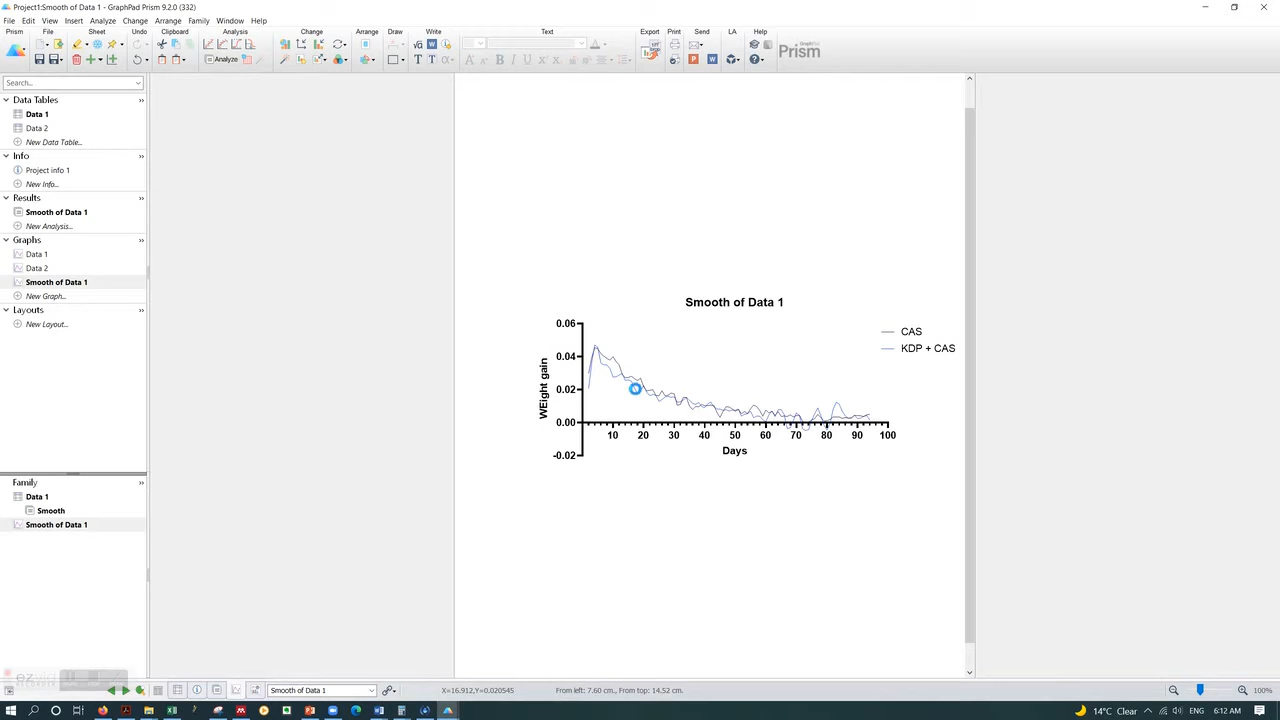 Project1:Smooth of Data 1 - GraphPad Prism 9.2.0 (332)
File Edit View Insert Analyze Change Arrange Family Window Help
Prism File Sheet Undo Clipboard Analysis Change Arrange Draw Write Text Export Print Send LA Help
Analyze
Prism
Search...
Data Tables
Data 1
Data 2
New Data Table...
Info
Project info 1
New Info...
Results
Smooth of Data 1
New Analysis...
Graphs
Data 1
Data 2
Smooth of Data 1
New Graph...
Layouts
New Layout...
Family
Data 1
Smooth
Smooth of Data 1
Smooth of Data 1
CAS
KDP + CAS
0.06
0.04
0.02
0.00
-0.02
WEight gain
10 20 30 40 50 60 70 80 90 100
Days
Smooth of Data 1
X=16.912,Y=0.020545
From left: 7.60 cm., From top: 14.52 cm.
100%
14°C Clear
ENG
6:12 AM